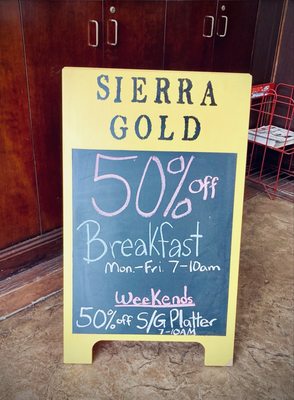 SIERRA
GOLD
50% off
Breakfast
Mon.-Fri. 7-10am
WeeKends
50% off S/G Platter
7-10AM